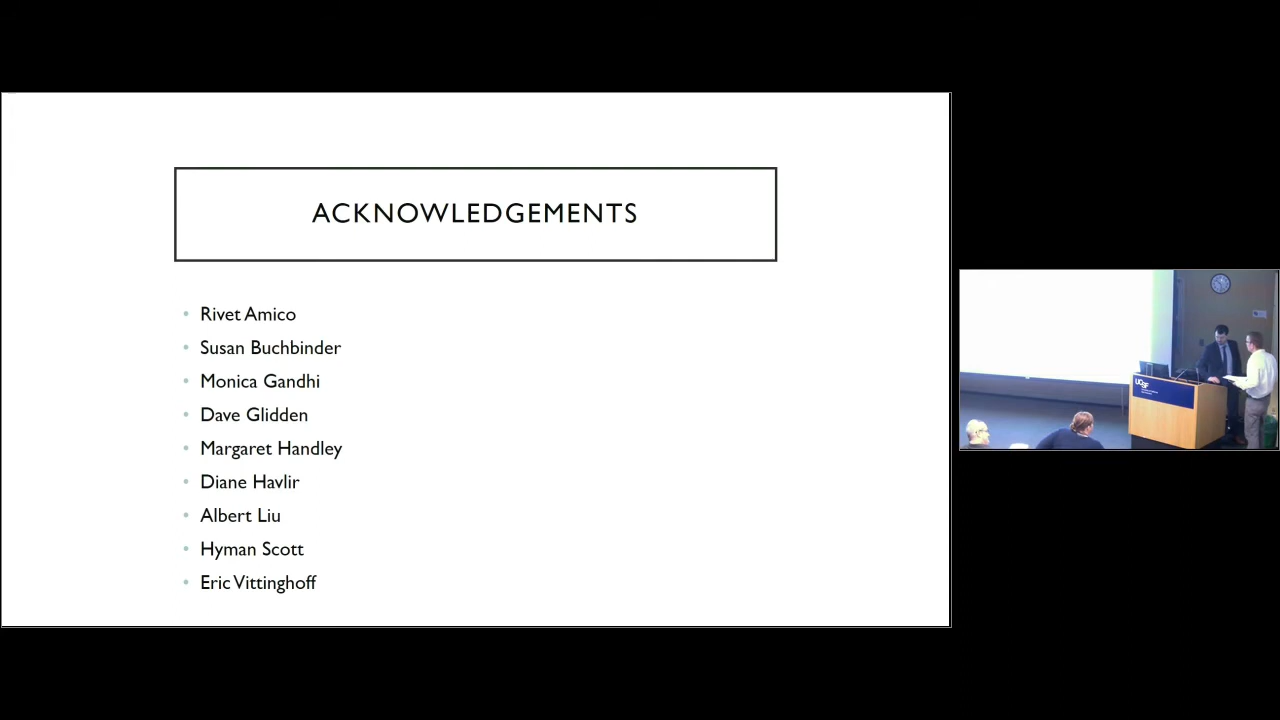 ACKNOWLEDGEMENTS
• Rivet Amico
• Susan Buchbinder
• Monica Gandhi
• Dave Glidden
• Margaret Handley
• Diane Havlir
• Albert Liu
• Hyman Scott
• Eric Vittinghoff
UCSF